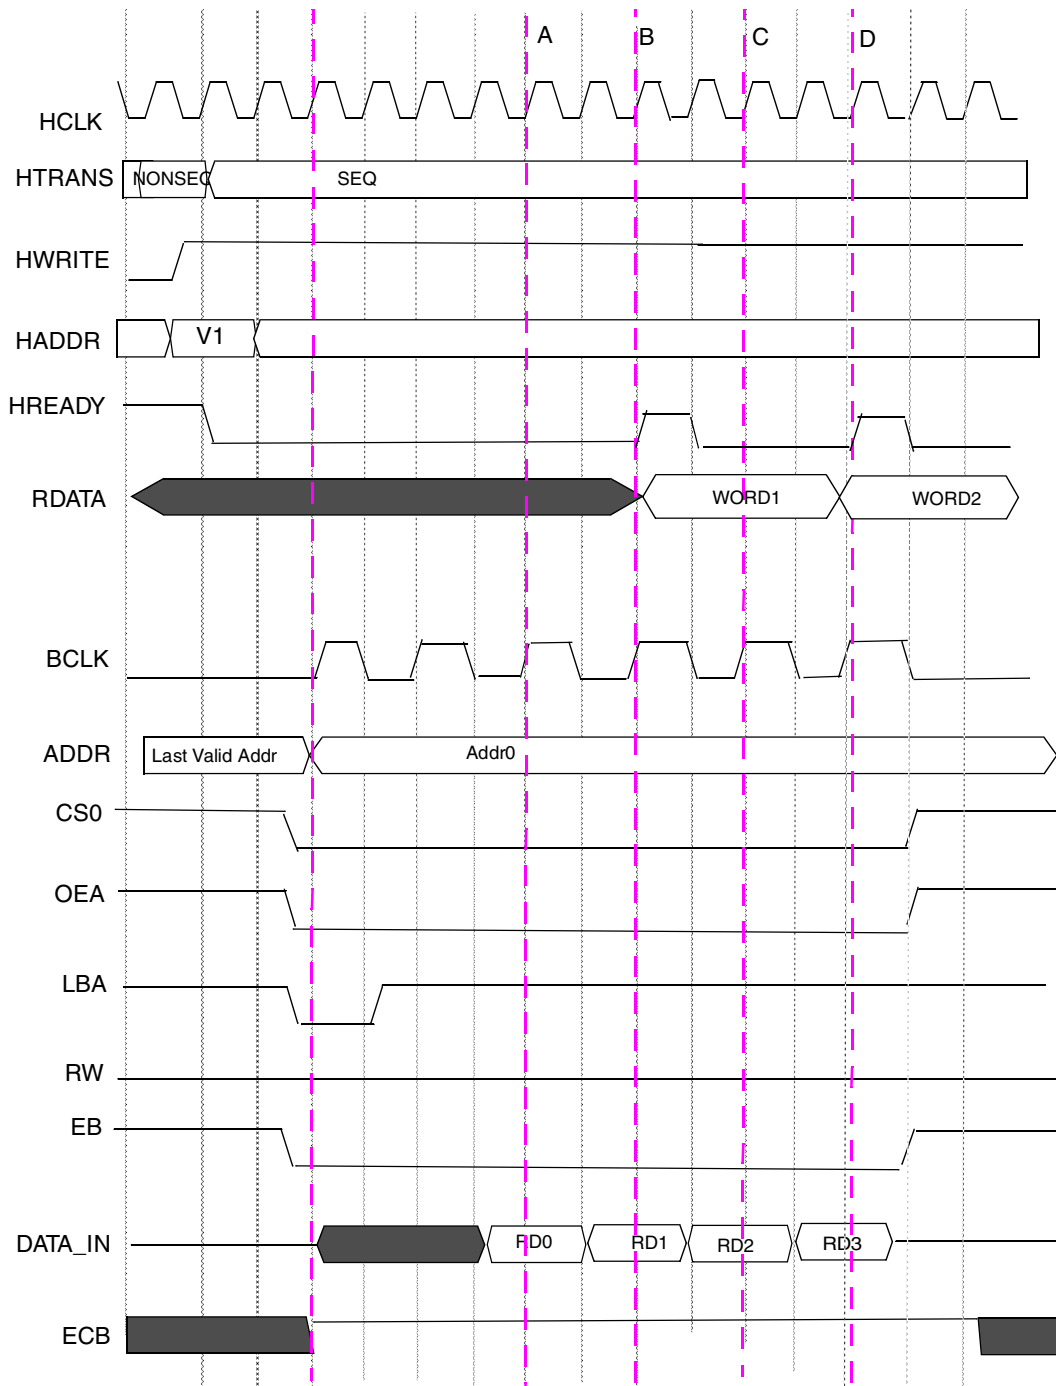 A B C D
HCLK
HTRANS NONSEQ SEQ
HWRITE
HADDR V1
HREADY
RDATA WORD1 WORD2
BCLK
ADDR Last Valid Addr Addr0
CS0
OEA
LBA
RW
EB
DATA_IN RD0 RD1 RD2 RD3
ECB